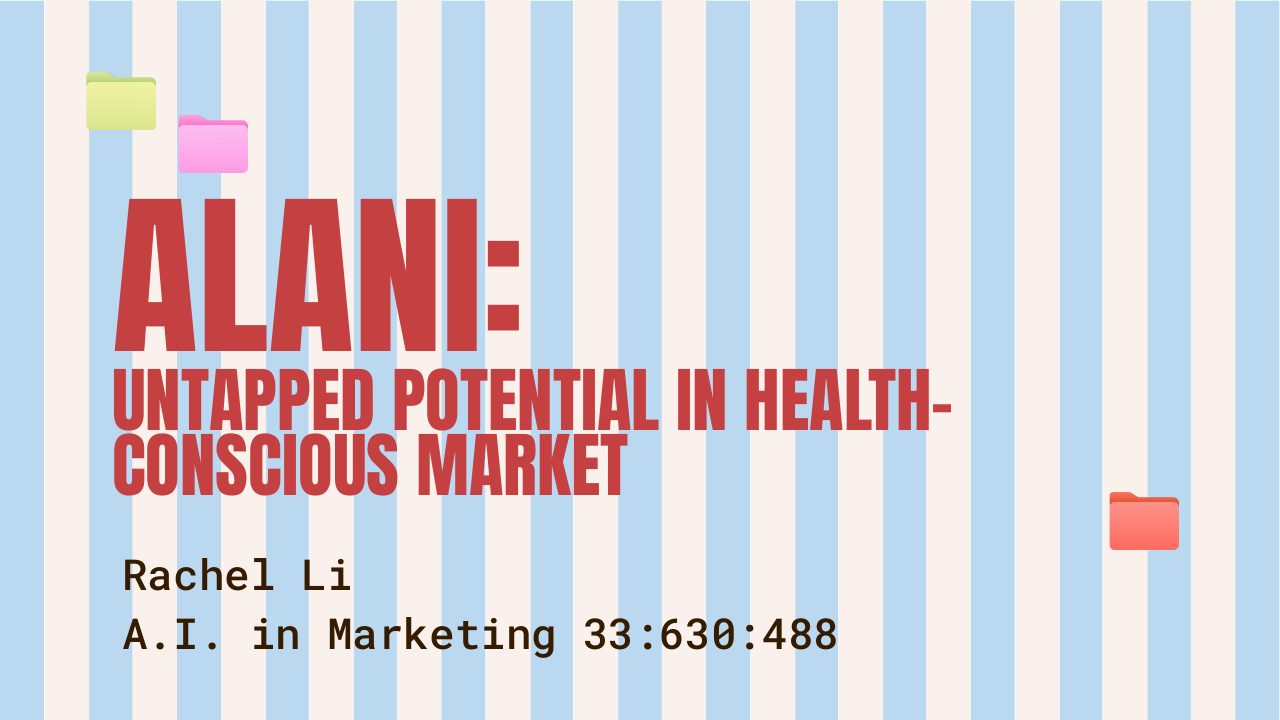 ALANI:
UNTAPPED POTENTIAL IN HEALTH-
CONSCIOUS MARKET
Rachel Li
A.I. in Marketing 33:630:488